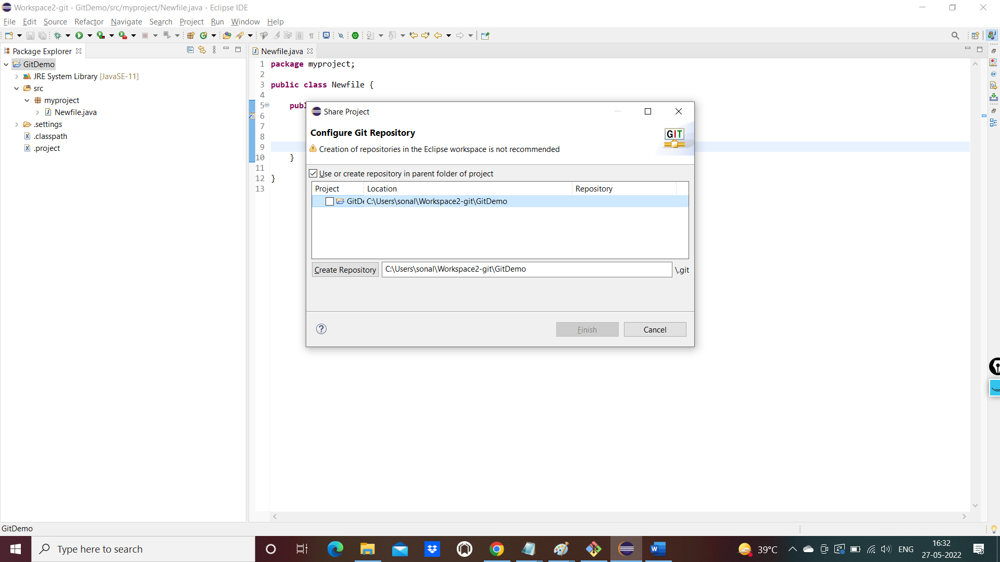 Workspace2-git - GitDemo/src/myproject/Newfile.java - Eclipse IDE
File Edit Source Refactor Navigate Search Project Run Window Help
Package Explorer
Newfile.java
GitDemo
JRE System Library [JavaSE-11]
src
myproject
Newfile.java
.settings
.classpath
.project
1 package myproject;
2
3 public class Newfile {
4
5 publ
6
7
8
9
10 }
11
12 }
13
Share Project
Configure Git Repository
GIT
Creation of repositories in the Eclipse workspace is not recommended
Use or create repository in parent folder of project
Project Location Repository
GitDe C:\Users\sonal\Workspace2-git\GitDemo
Create Repository C:\Users\sonal\Workspace2-git\GitDemo \.git
Finish Cancel
GitDemo
Type here to search
39°C
ENG
16:32
27-05-2022